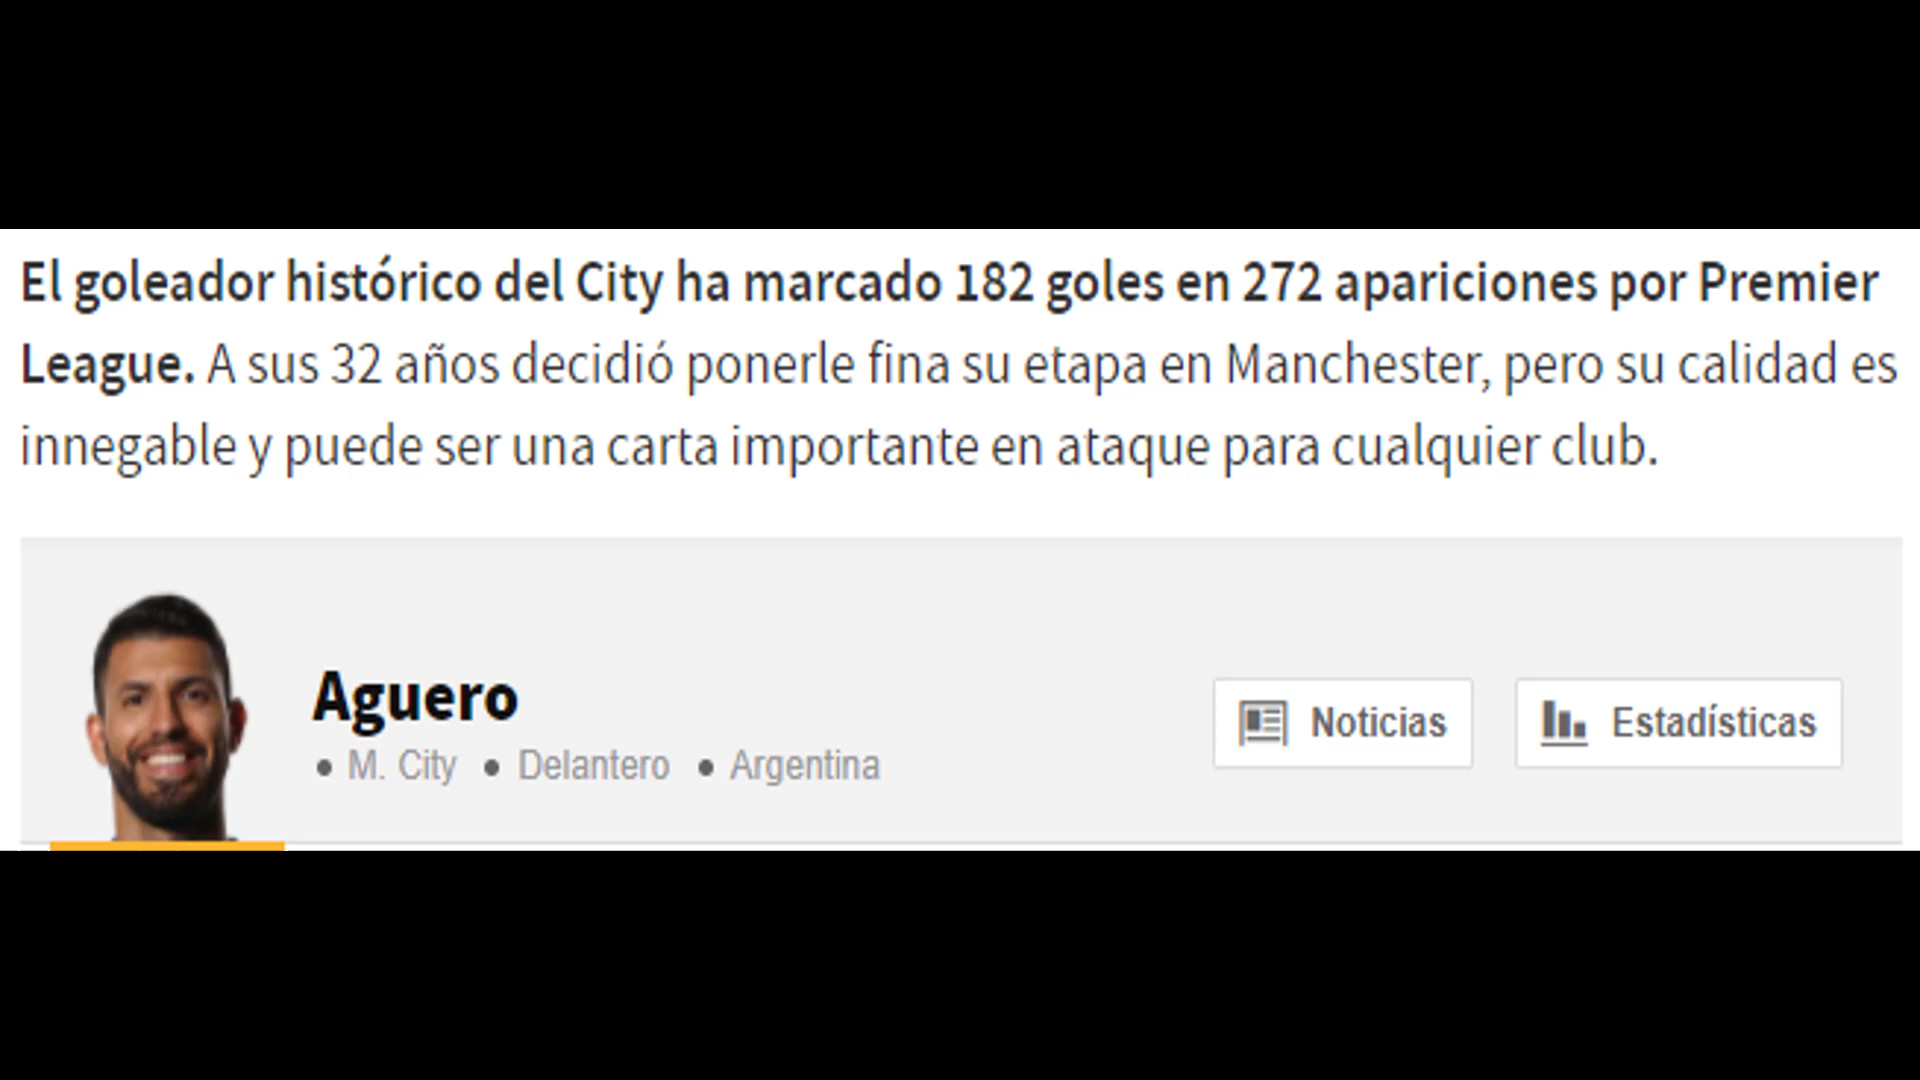 El goleador histórico del City ha marcado 182 goles en 272 apariciones por Premier
League. A sus 32 años decidió ponerle fina su etapa en Manchester, pero su calidad es
innegable y puede ser una carta importante en ataque para cualquier club.
Aguero
• M. City • Delantero • Argentina
Noticias
Estadísticas